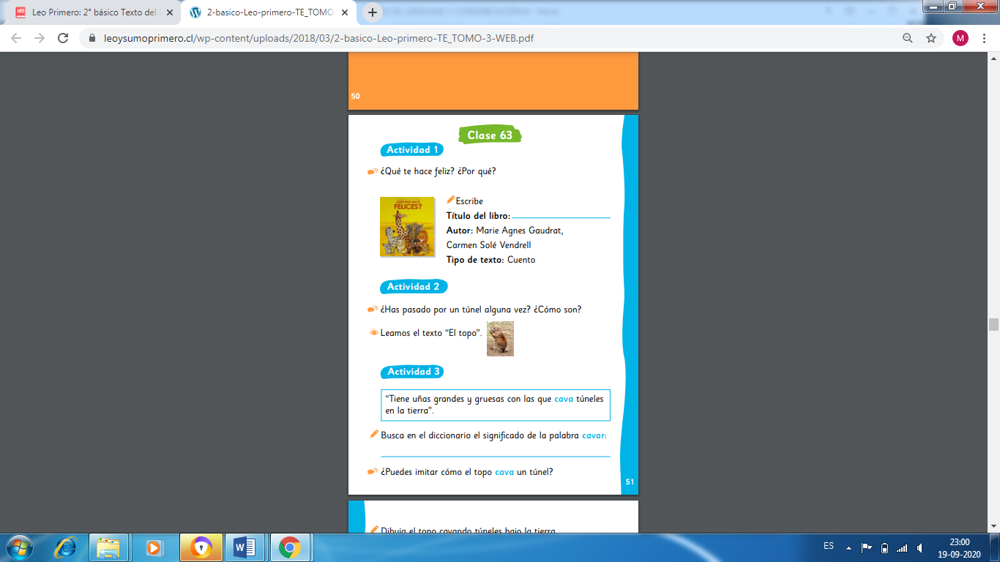 Leo Primero: 2° básico Texto del
2-basico-Leo-primero-TE_TOMO-
leoysumoprimero.cl/wp-content/uploads/2018/03/2-basico-Leo-primero-TE_TOMO-3-WEB.pdf
M
50
Clase 63
Actividad 1
¿Qué te hace feliz? ¿Por qué?
¿QUÉ NOS HACE
FELICES?
Escribe
Título del libro:
Autor: Marie Agnes Gaudrat,
Carmen Solé Vendrell
Tipo de texto: Cuento
Actividad 2
¿Has pasado por un túnel alguna vez? ¿Cómo son?
Leamos el texto “El topo”.
Actividad 3
“Tiene uñas grandes y gruesas con las que cava túneles
en la tierra”.
Busca en el diccionario el significado de la palabra cavar:
¿Puedes imitar cómo el topo cava un túnel?
51
Dibuja el topo cavando túneles bajo la tierra
ES
23:00
19-09-2020